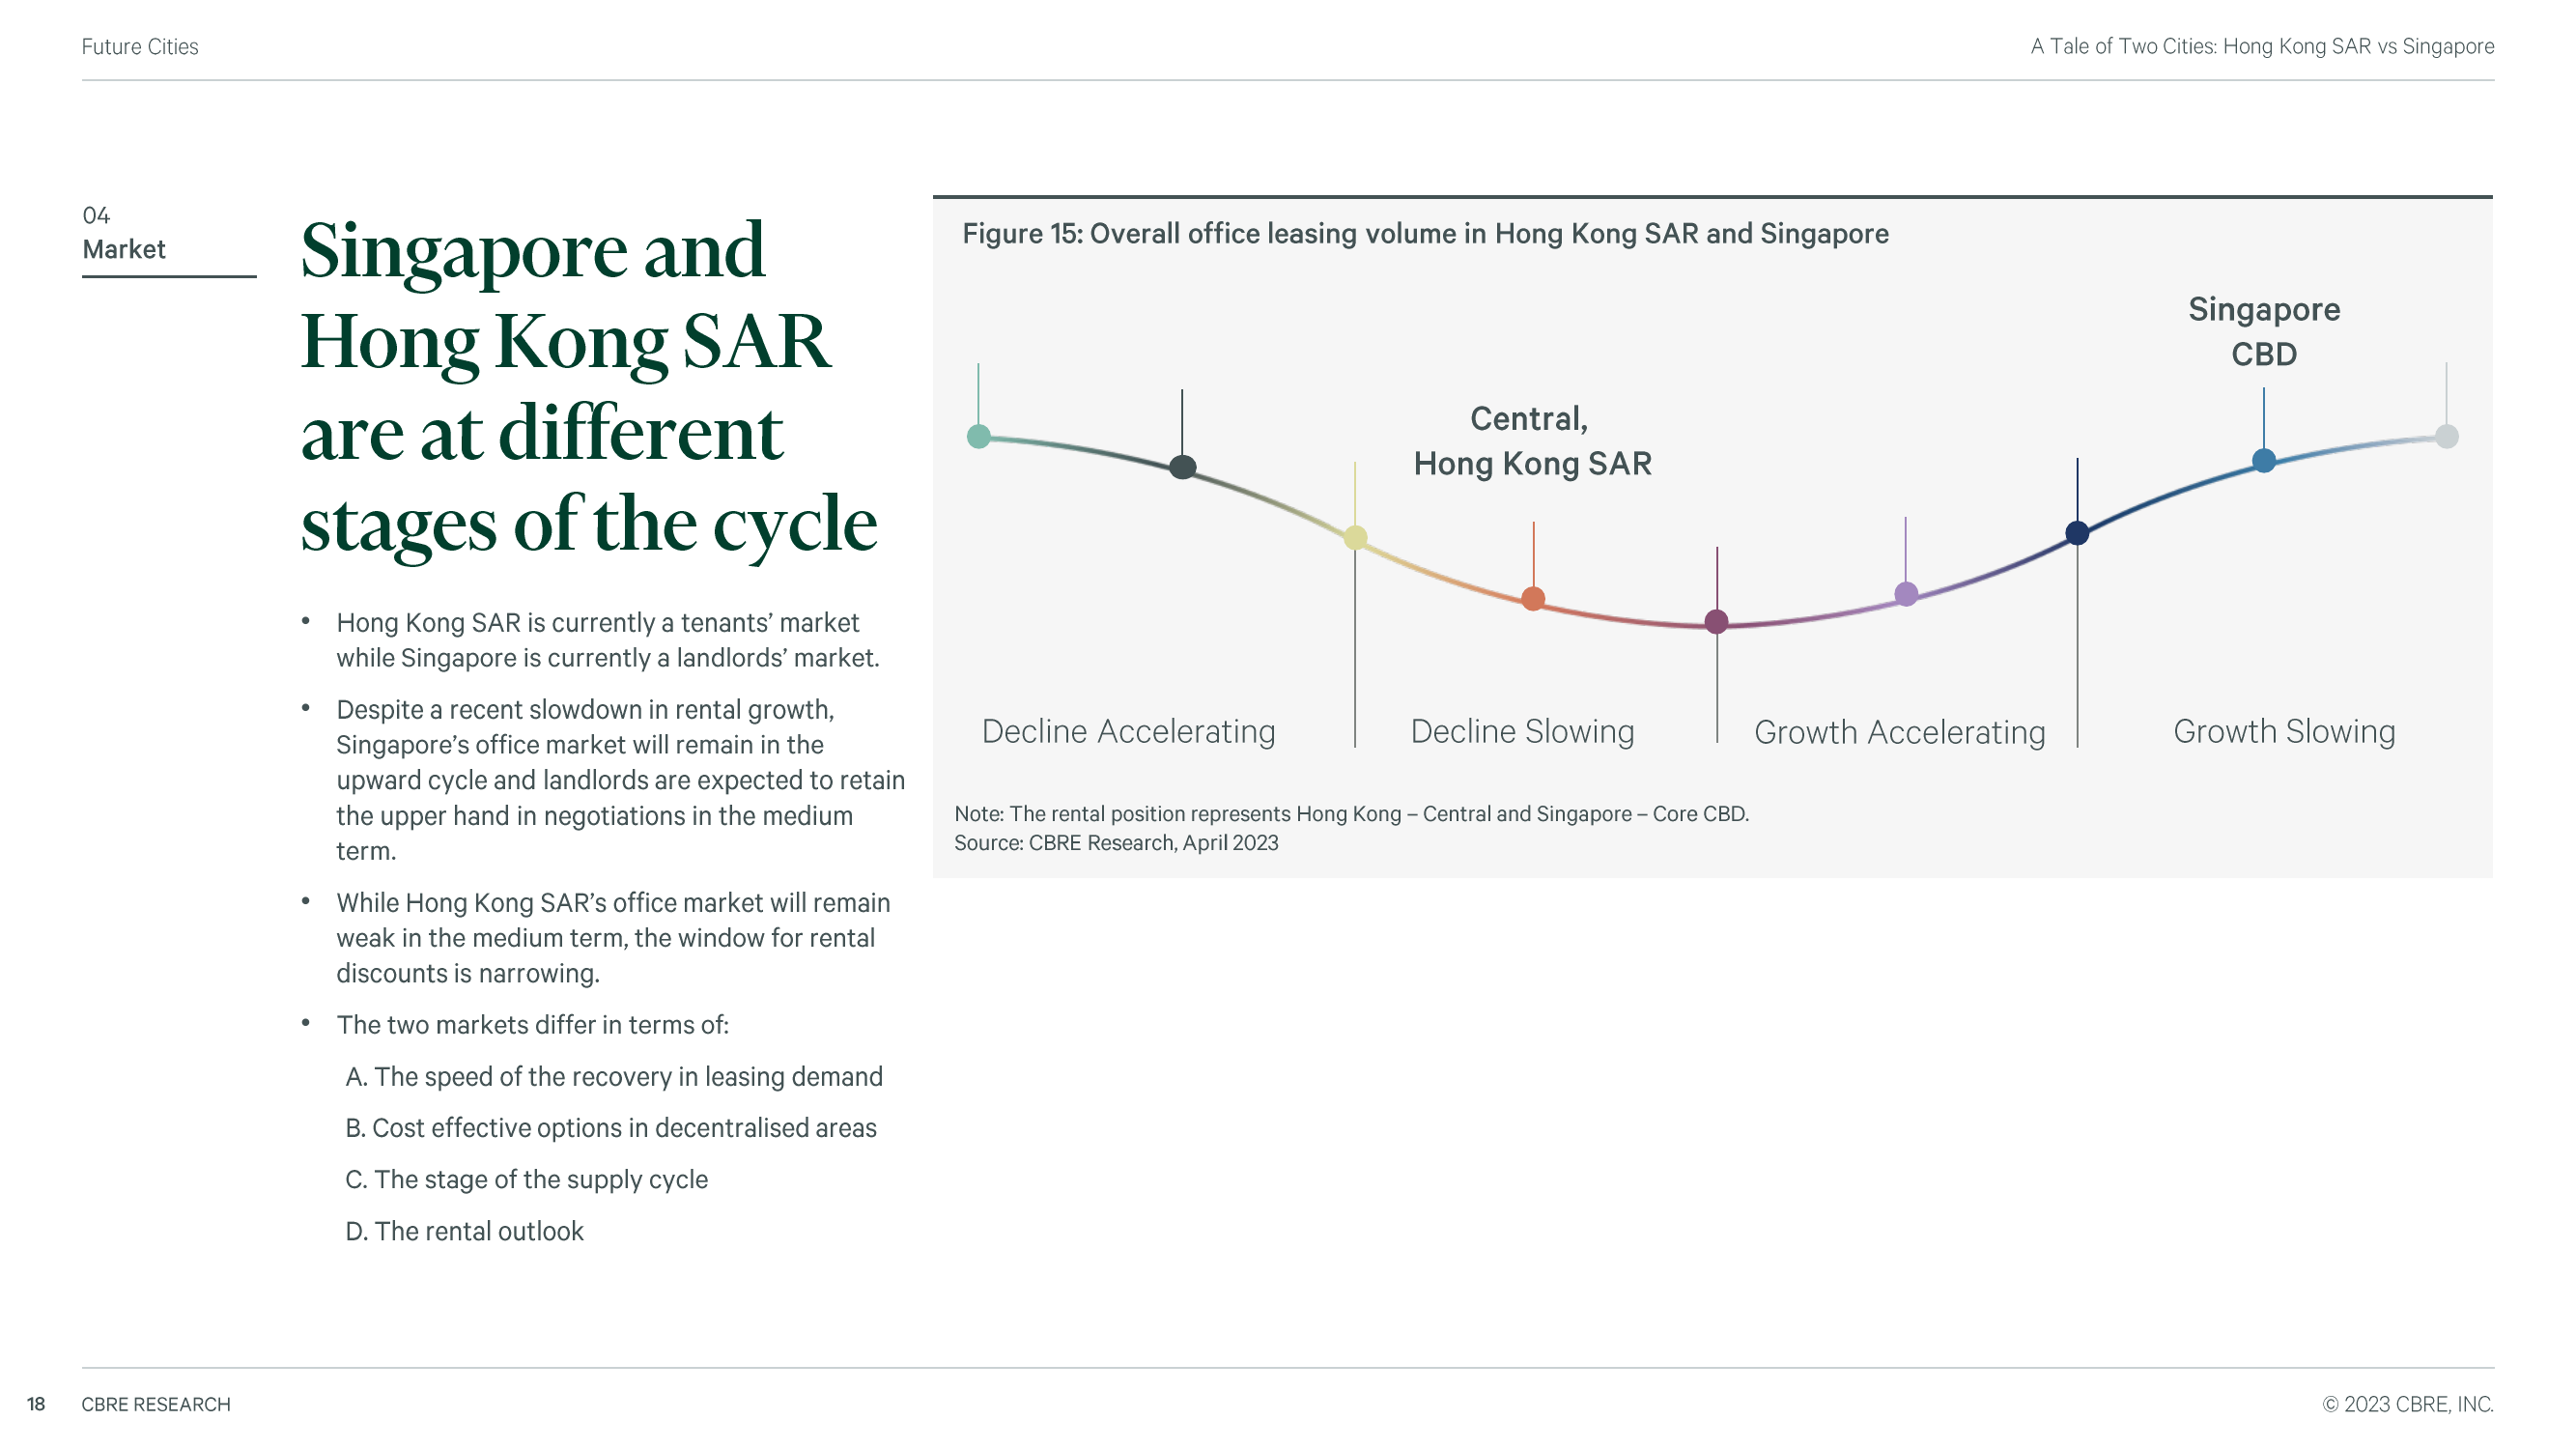 Future Cities
A Tale of Two Cities: Hong Kong SAR vs Singapore
04
Market
Singapore and
Hong Kong SAR
are at different
stages of the cycle
• Hong Kong SAR is currently a tenants’ market
while Singapore is currently a landlords’ market.
• Despite a recent slowdown in rental growth,
Singapore’s office market will remain in the
upward cycle and landlords are expected to retain
the upper hand in negotiations in the medium
term.
• While Hong Kong SAR’s office market will remain
weak in the medium term, the window for rental
discounts is narrowing.
• The two markets differ in terms of:
A. The speed of the recovery in leasing demand
B. Cost effective options in decentralised areas
C. The stage of the supply cycle
D. The rental outlook
Figure 15: Overall office leasing volume in Hong Kong SAR and Singapore
Singapore
CBD
Central,
Hong Kong SAR
Decline Accelerating
Decline Slowing
Growth Accelerating
Growth Slowing
Note: The rental position represents Hong Kong – Central and Singapore – Core CBD.
Source: CBRE Research, April 2023
18
CBRE RESEARCH
© 2023 CBRE, INC.